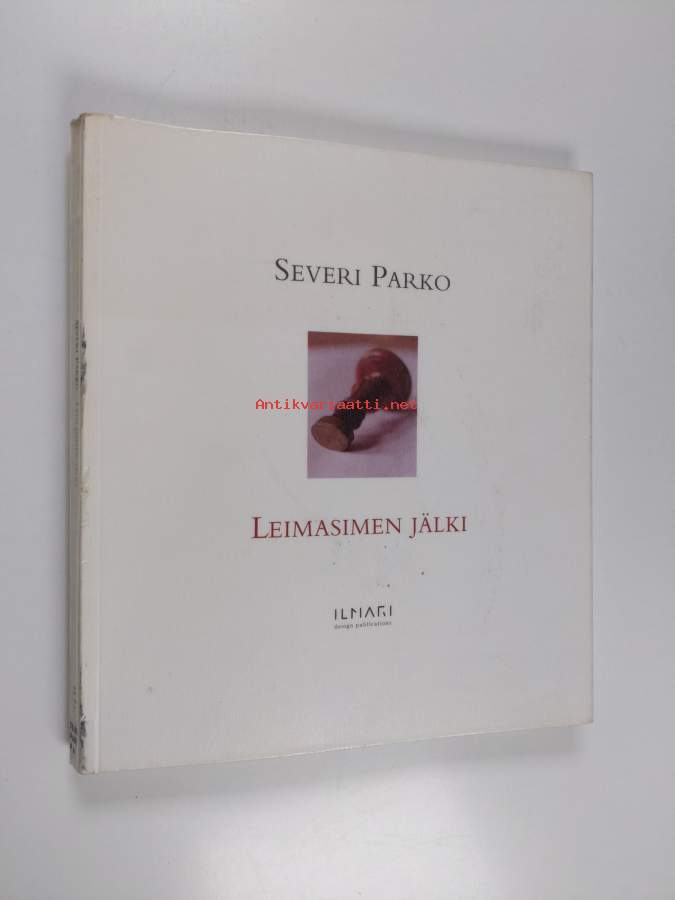 SEVERI PARKO
Antikvariaatti.net
LEIMASIMEN JÄLKI
ILMARI
design publications